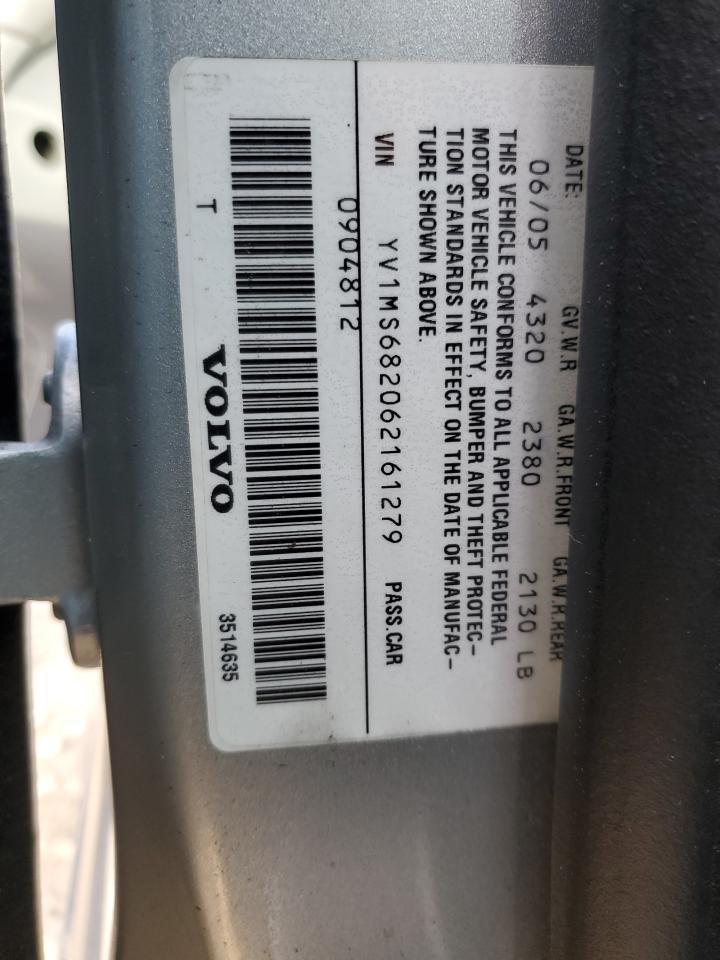 DATE: GV.W.R GA.W.R.FRONT GA.W.R.REAR
06/05 4320 2380 2130 LB
THIS VEHICLE CONFORMS TO ALL APPLICABLE FEDERAL
MOTOR VEHICLE SAFETY, BUMPER AND THEFT PROTEC-
TION STANDARDS IN EFFECT ON THE DATE OF MANUFAC-
TURE SHOWN ABOVE.
VIN YV1MS682062161279 PASS.CAR
0904812
T VOLVO 3514635